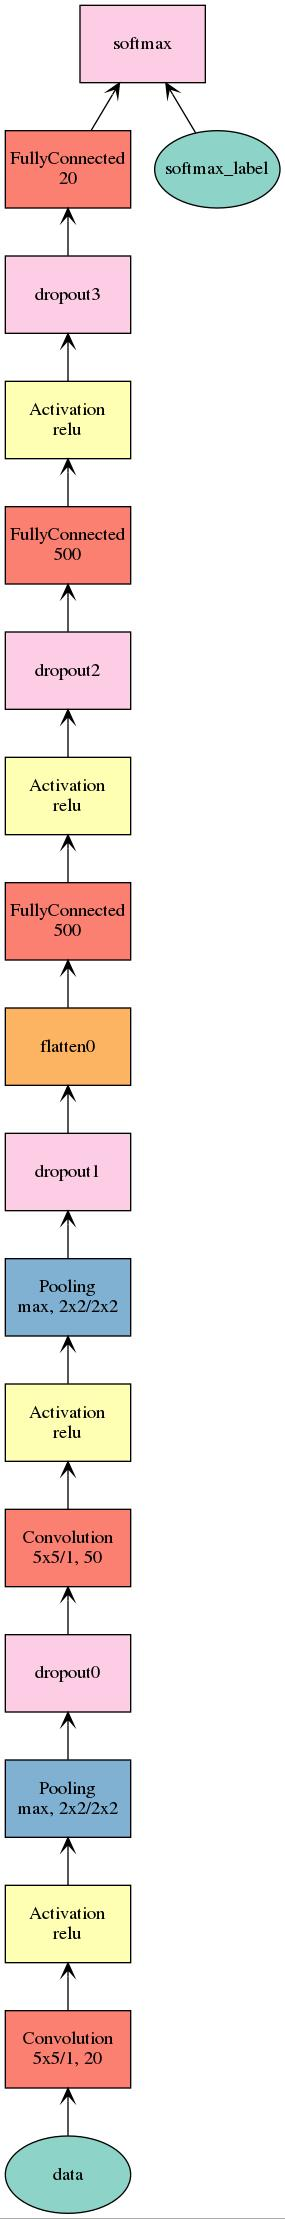 softmax
FullyConnected
20
softmax_label
dropout3
Activation
relu
FullyConnected
500
dropout2
Activation
relu
FullyConnected
500
flatten0
dropout1
Pooling
max, 2x2/2x2
Activation
relu
Convolution
5x5/1, 50
dropout0
Pooling
max, 2x2/2x2
Activation
relu
Convolution
5x5/1, 20
data